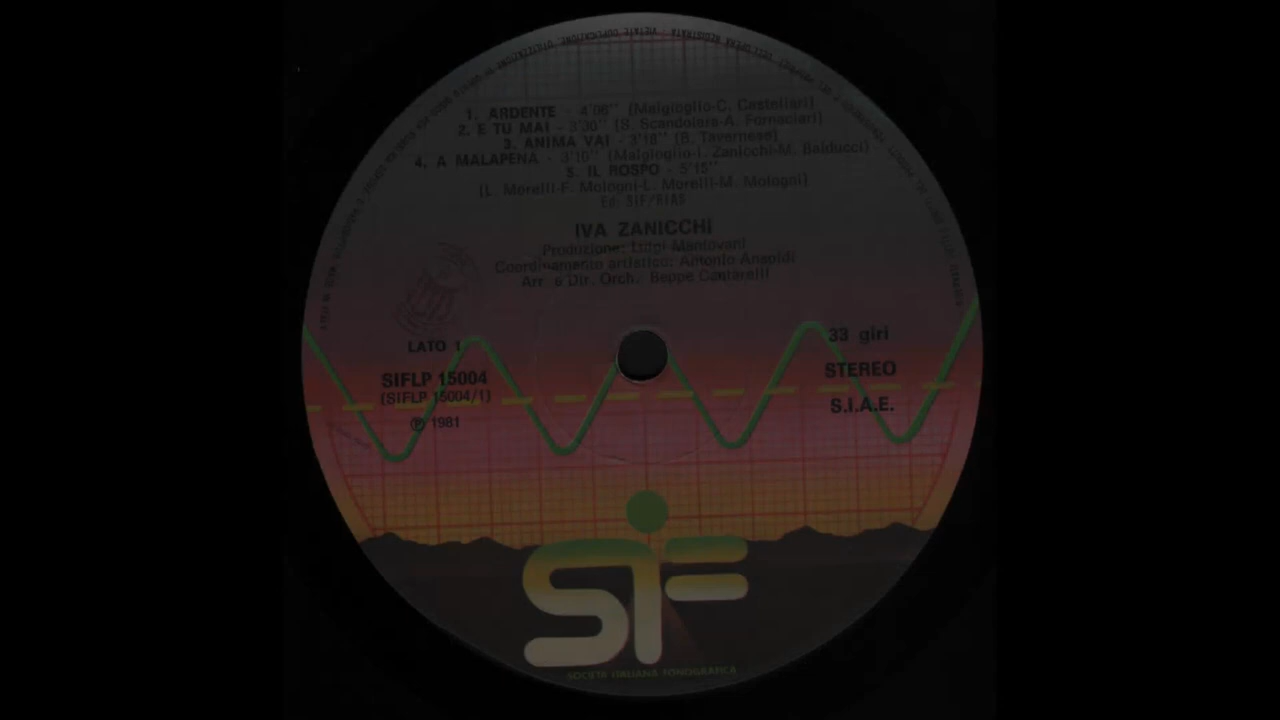 1. ARDENTE - 4'06'' (Malgioglio-C. Castellari)
2. E TU MAI - 3'30'' (S. Scandolara-A. Fornaciari)
3. ANIMA VAI - 3'18'' (B. Tavernese)
4. A MALAPENA - 3'10'' (Malgioglio-I. Zanicchi-M. Balducci)
5. IL ROSPO - 5'15''
(L. Morelli-F. Mologni-L. Morelli-M. Mologni)
Ed. SIF/RIAS
IVA ZANICCHI
Produzione: Luigi Mantovani
Coordinamento artistico: Antonio Ansoldi
Arr. e Dir. Orch. Beppe Cantarelli
LATO 1
33 giri
SIFLP 15004
STEREO
(SIFLP 15004/1)
S.I.A.E.
℗ 1981
SIF
SOCIETÀ ITALIANA FONOGRAFICA